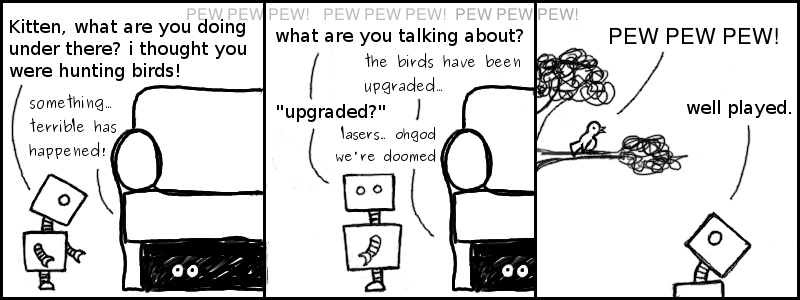 PEW PEW PEW! PEW PEW PEW! PEW PEW PEW!
Kitten, what are you doing
under there? i thought you
were hunting birds!
something...
terrible has
happened!
what are you talking about?
the birds have been
upgraded...
"upgraded?"
lasers.. ohgod
we're doomed
PEW PEW PEW!
well played.